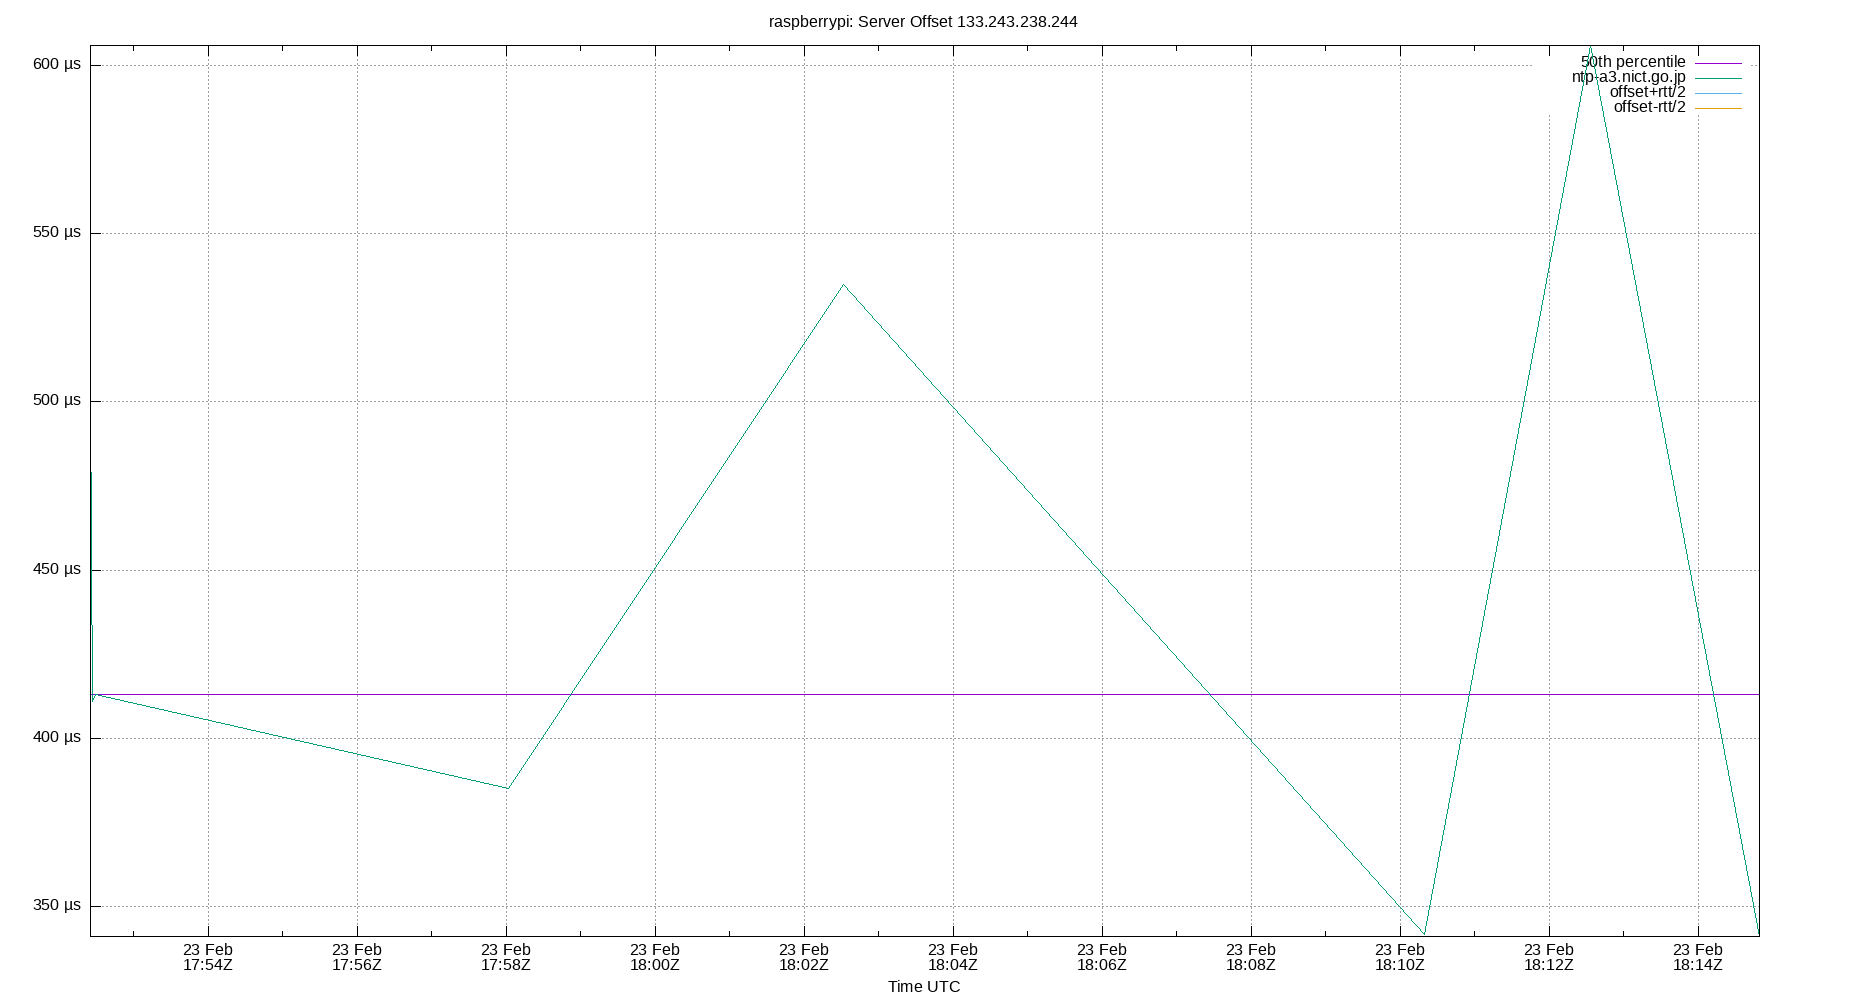 raspberrypi: Server Offset 133.243.238.244
600 µs
550 µs
500 µs
450 µs
400 µs
350 µs
50th percentile
ntp-a3.nict.go.jp
offset+rtt/2
offset-rtt/2
23 Feb 23 Feb 23 Feb 23 Feb 23 Feb 23 Feb 23 Feb 23 Feb 23 Feb 23 Feb 23 Feb
17:54Z 17:56Z 17:58Z 18:00Z 18:02Z 18:04Z 18:06Z 18:08Z 18:10Z 18:12Z 18:14Z
Time UTC